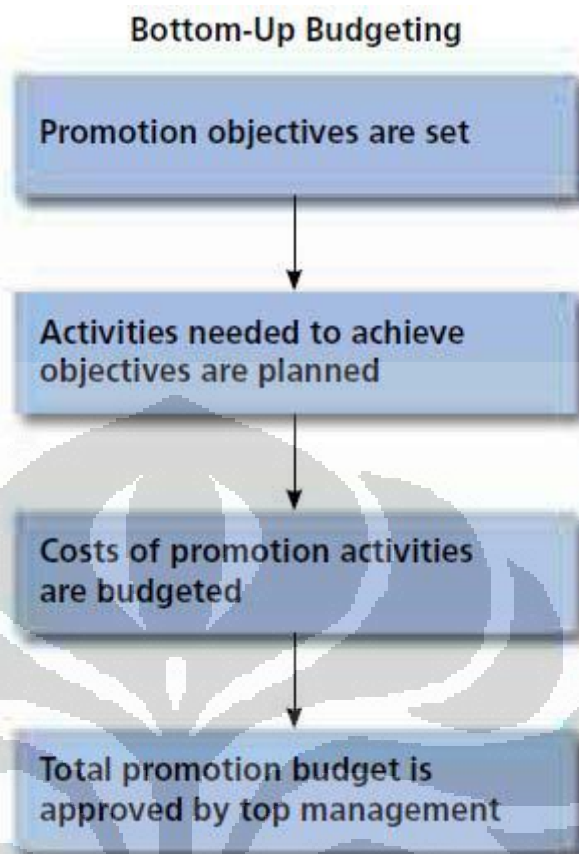 Bottom-Up Budgeting
Promotion objectives are set
Activities needed to achieve
objectives are planned
Costs of promotion activities
are budgeted
Total promotion budget is
approved by top management